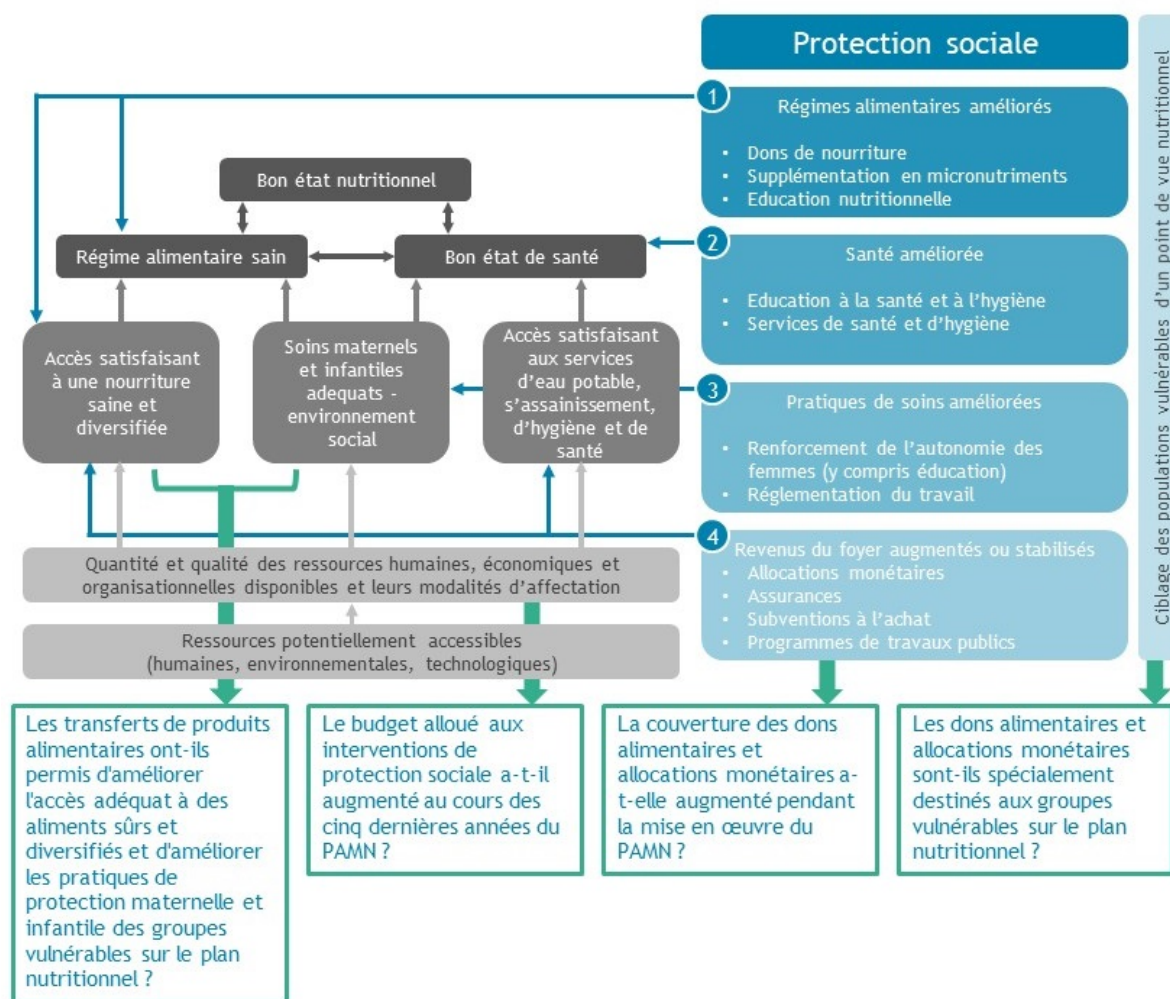 Protection sociale
1
Régimes alimentaires améliorés
• Dons de nourriture
• Supplémentation en micronutriments
• Education nutritionnelle
2
Santé améliorée
• Education à la santé et à l'hygiène
• Services de santé et d'hygiène
3
Pratiques de soins améliorées
• Renforcement de l'autonomie des
femmes (y compris éducation)
• Réglementation du travail
4
Revenus du foyer augmentés ou stabilisés
• Allocations monétaires
• Assurances
• Subventions à l'achat
• Programmes de travaux publics
Ciblage des populations vulnérables d'un point de vue nutritionnel
Bon état nutritionnel
Régime alimentaire sain
Bon état de santé
Accès satisfaisant
à une nourriture
saine et
diversifiée
Soins maternels
et infantiles
adequats -
environnement
social
Accès satisfaisant
aux services
d'eau potable,
s'assainissement,
d'hygiène et de
santé
Quantité et qualité des ressources humaines, économiques et
organisationnelles disponibles et leurs modalités d'affectation
Ressources potentiellement accessibles
(humaines, environnementales, technologiques)
Les transferts de produits
alimentaires ont-ils
permis d'améliorer
l'accès adéquat à des
aliments sûrs et
diversifiés et d'améliorer
les pratiques de
protection maternelle et
infantile des groupes
vulnérables sur le plan
nutritionnel ?
Le budget alloué aux
interventions de
protection sociale a-t-il
augmenté au cours des
cinq dernières années du
PAMN ?
La couverture des dons
alimentaires et
allocations monétaires a-
t-elle augmenté pendant
la mise en œuvre du
PAMN ?
Les dons alimentaires et
allocations monétaires
sont-ils spécialement
destinés aux groupes
vulnérables sur le plan
nutritionnel ?